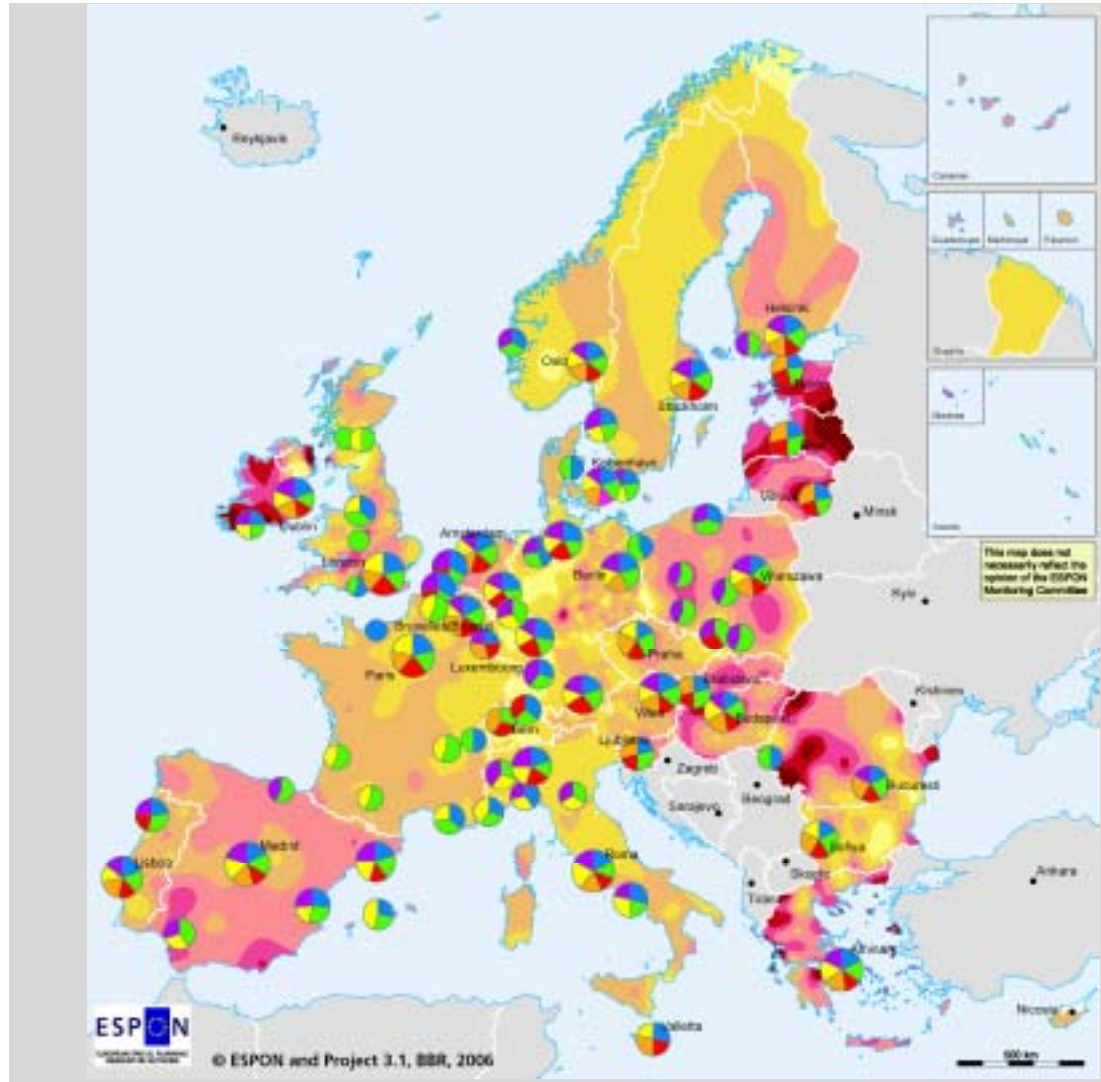 Reykjavik
Canarias
Guadeloupe
Martinique
Réunion
Guyane
Madeira
Açores
Helsinki
Oslo
Stockholm
København
Vilnius
Minsk
Dublin
Amsterdam
London
Berlin
Warszawa
This map does not
necessarily reflect the
opinion of the ESPON
Monitoring Committee
Kyiv
Praha
Paris
Luxembourg
Bratislava
Wien
Budapest
Kishinev
Bern
Ljubljana
Zagreb
Beograd
Bucuresti
Sarajevo
Sofiya
Skopje
Tirana
Ankara
Madrid
Lisboa
Roma
Athinai
Nicosia
Valletta
ESPON
© ESPON and Project 3.1, BBR, 2006
500 km